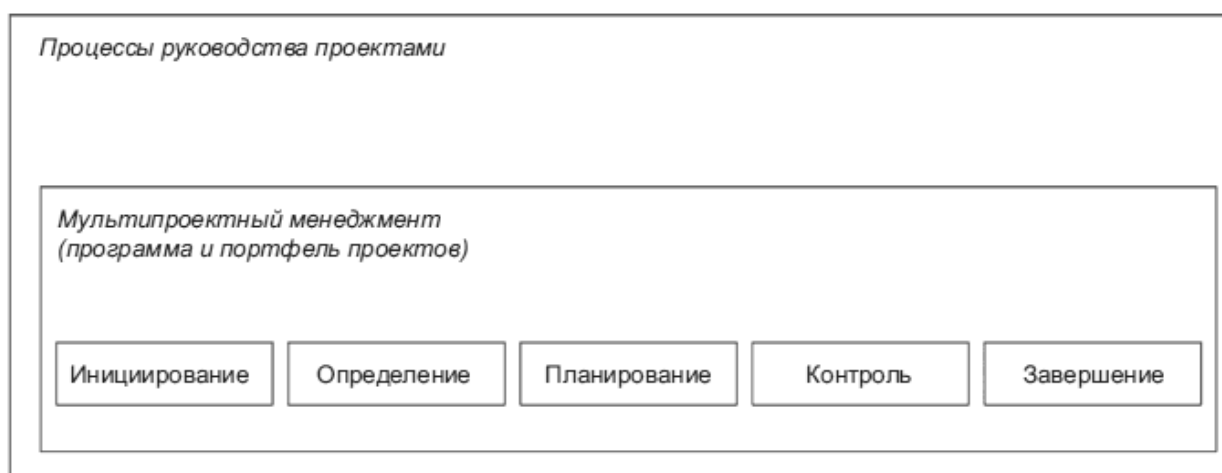 Процессы руководства проектами
Мультипроектный менеджмент
(программа и портфель проектов)
Инициирование
Определение
Планирование
Контроль
Завершение